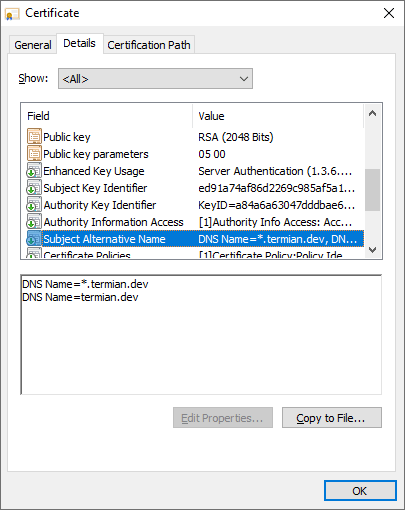 Certificate
General Details Certification Path
Show: <All>
Field Value
Public key RSA (2048 Bits)
Public key parameters 05 00
Enhanced Key Usage Server Authentication (1.3.6....
Subject Key Identifier ed91a74af86d2269c985af5a1...
Authority Key Identifier KeyID=a84a6a63047dddbae6...
Authority Information Access [1]Authority Info Access: Acc...
Subject Alternative Name DNS Name=*.termian.dev, DN...
Certificate Policies [1]Certificate Policy:Policy Ide...
DNS Name=*.termian.dev
DNS Name=termian.dev
Edit Properties... Copy to File...
OK